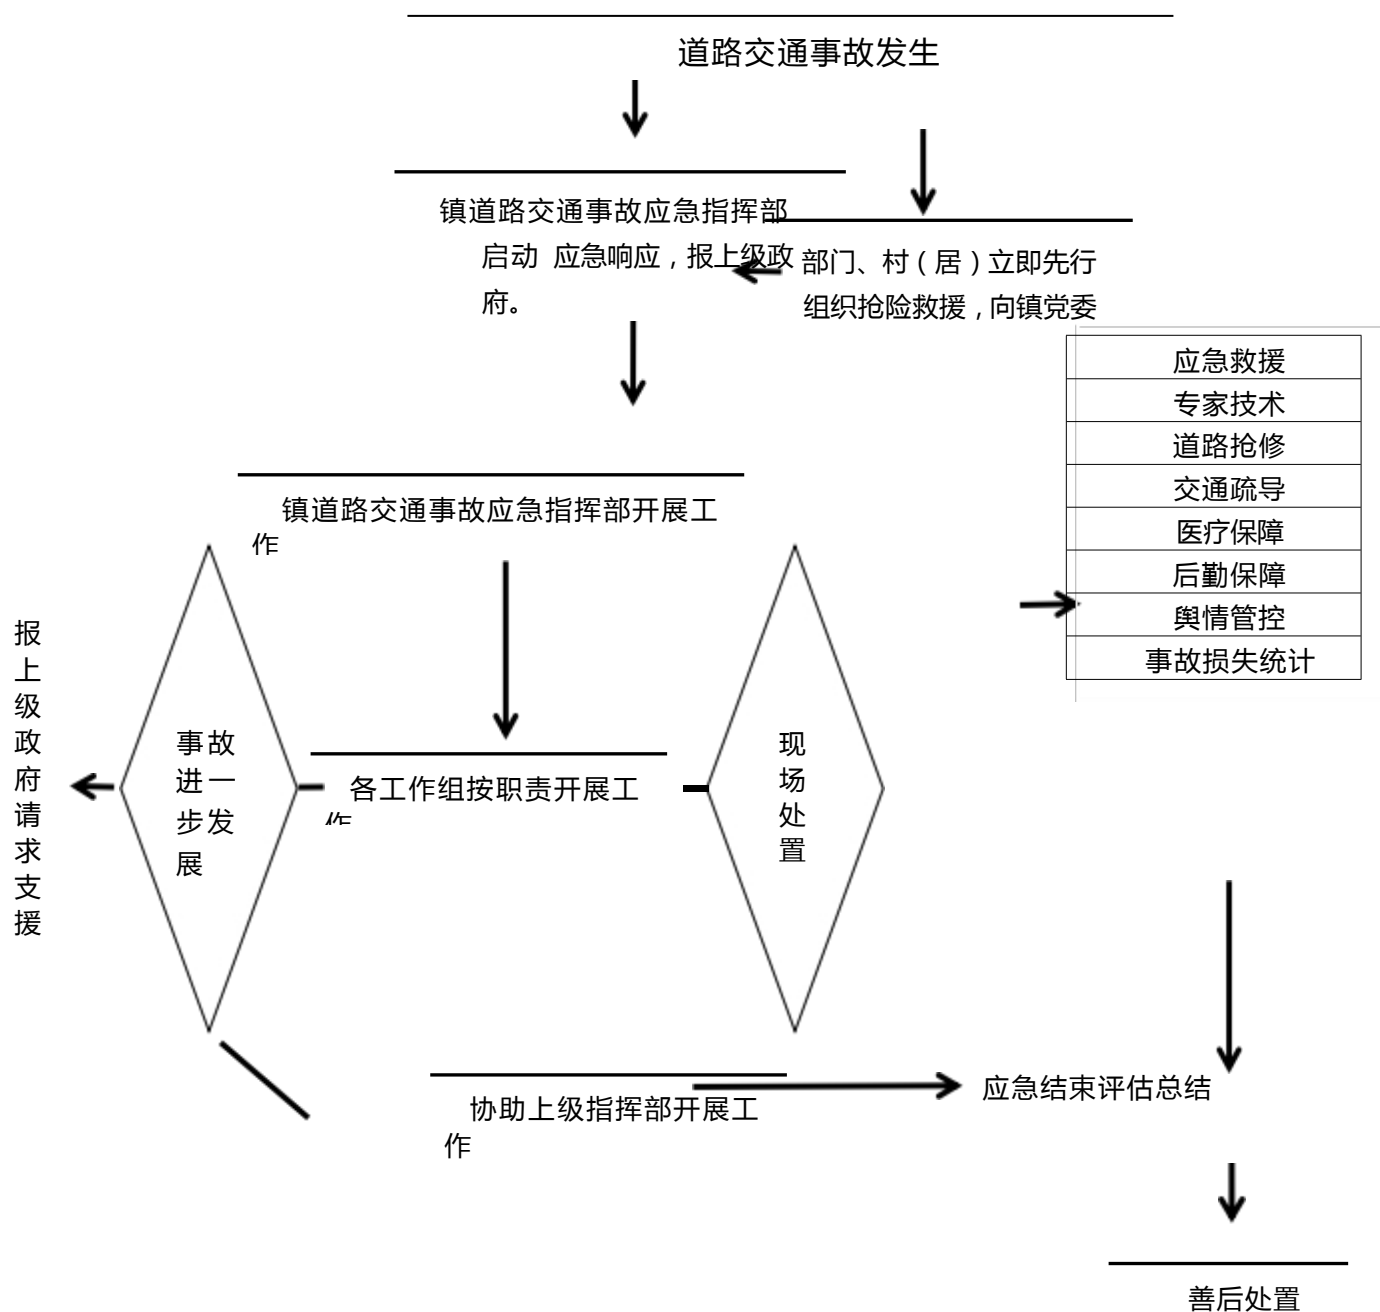 道路交通事故发生
镇道路交通事故应急指挥部
启动 应急响应，报上级政
府。
部门、村（居）立即先行
组织抢险救援，向镇党委
应急救援
专家技术
道路抢修
交通疏导
医疗保障
后勤保障
舆情管控
事故损失统计
镇道路交通事故应急指挥部开展工
作
报
上
级
政
府
请
求
支
援
事故
进一
步发
展
各工作组按职责开展工
作
现
场
处
置
协助上级指挥部开展工
作
应急结束评估总结
善后处置